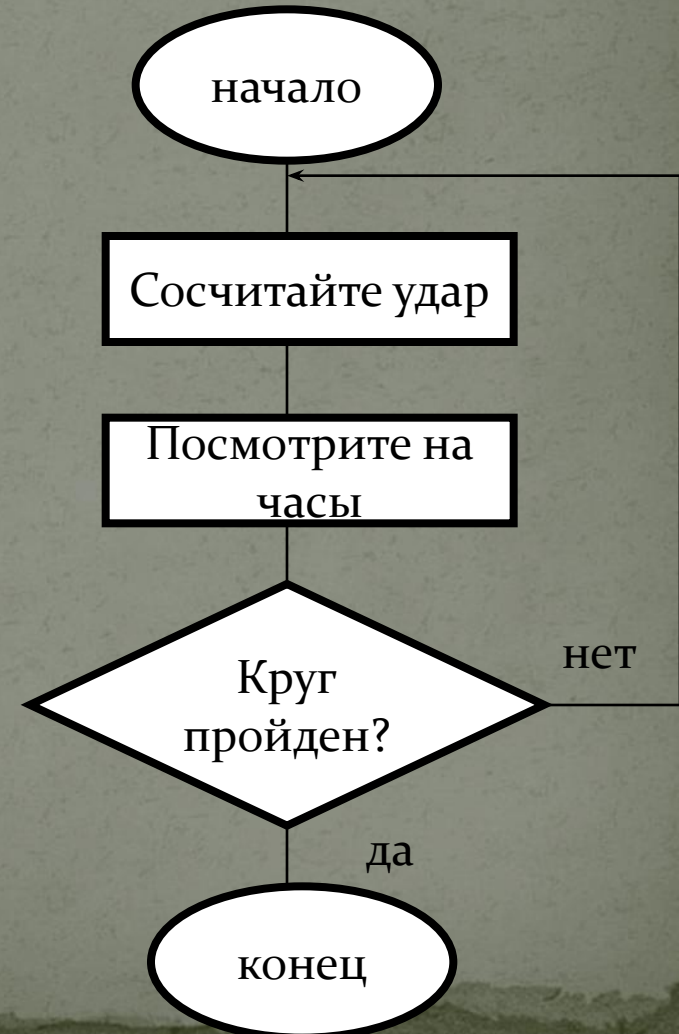 начало
Сосчитайте удар
Посмотрите на
часы
Круг
пройден?
нет
да
конец